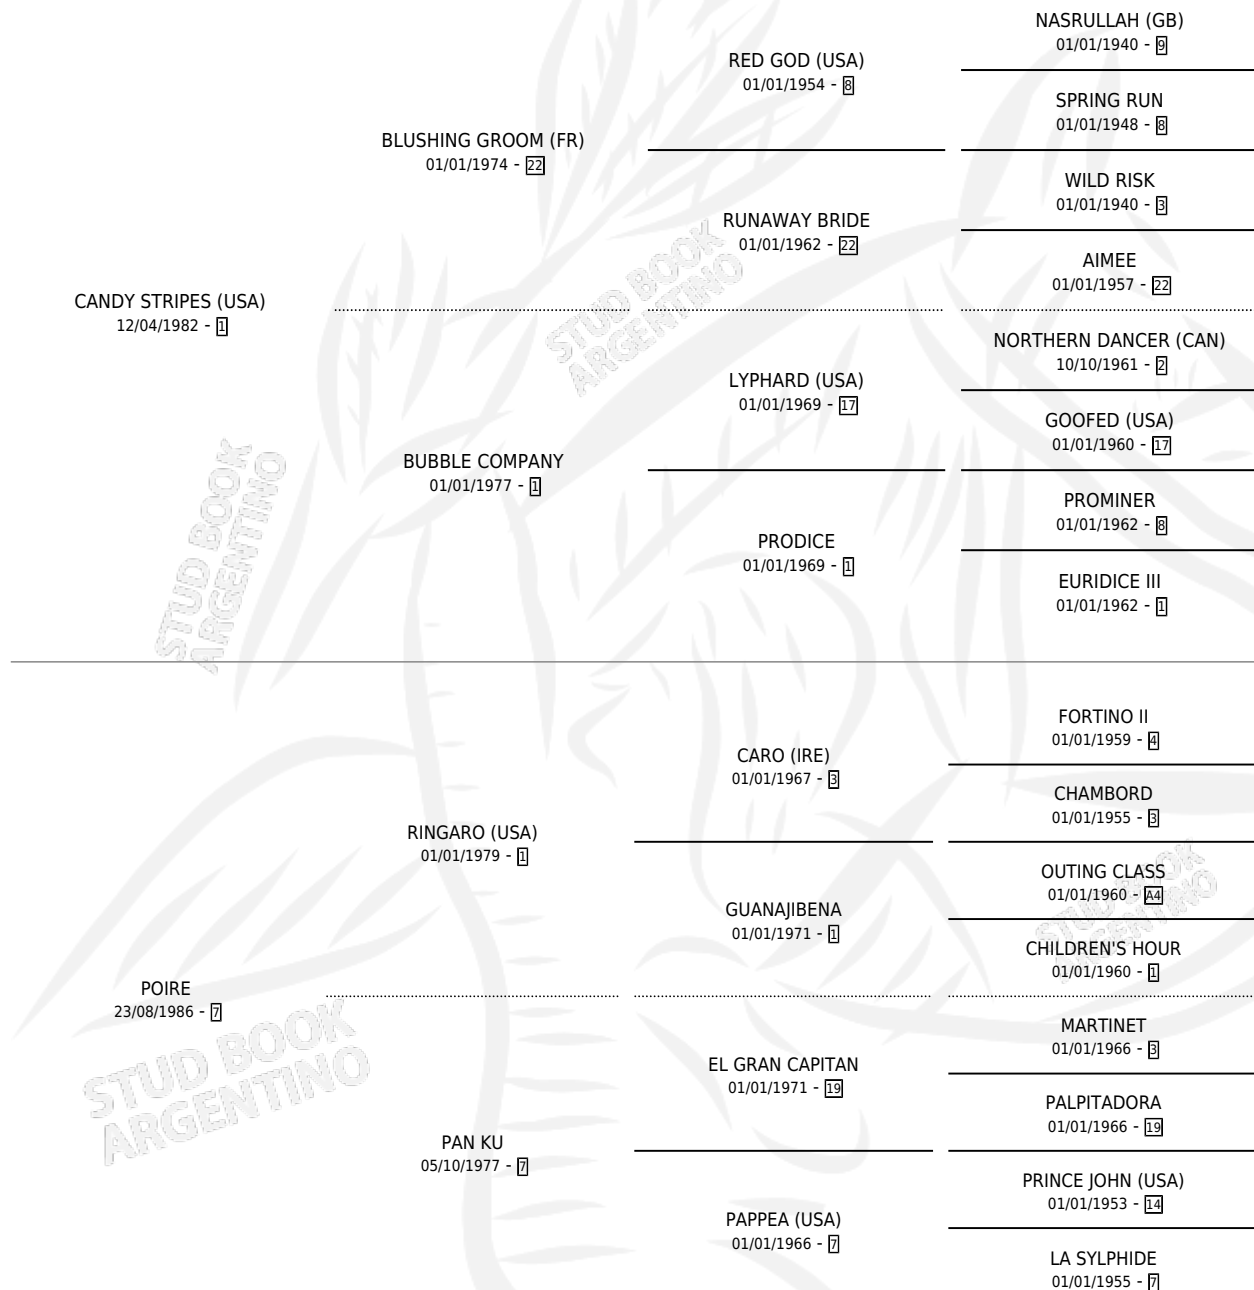 NASRULLAH (GB)
01/01/1940 - 9
RED GOD (USA)
01/01/1954 - 8
SPRING RUN
01/01/1948 - 8
BLUSHING GROOM (FR)
01/01/1974 - 22
WILD RISK
01/01/1940 - 3
RUNAWAY BRIDE
01/01/1962 - 22
AIMEE
01/01/1957 - 22
CANDY STRIPES (USA)
12/04/1982 - 1
NORTHERN DANCER (CAN)
10/10/1961 - 2
LYPHARD (USA)
01/01/1969 - 17
GOOFED (USA)
01/01/1960 - 17
BUBBLE COMPANY
01/01/1977 - 1
PROMINER
01/01/1962 - 8
PRODICE
01/01/1969 - 1
EURIDICE III
01/01/1962 - 1
FORTINO II
01/01/1959 - 4
CARO (IRE)
01/01/1967 - 3
CHAMBORD
01/01/1955 - 3
RINGARO (USA)
01/01/1979 - 1
OUTING CLASS
01/01/1960 - A4
GUANAJIBENA
01/01/1971 - 1
CHILDREN'S HOUR
01/01/1960 - 1
POIRE
23/08/1986 - 7
MARTINET
01/01/1966 - 3
EL GRAN CAPITAN
01/01/1971 - 19
PALPITADORA
01/01/1966 - 19
PAN KU
05/10/1977 - 7
PRINCE JOHN (USA)
01/01/1953 - 14
PAPPEA (USA)
01/01/1966 - 7
LA SYLPHIDE
01/01/1955 - 7
STUD BOOK
ARGENTINO
STUD BOOK
ARGENTINO
STUD BOOK
ARGENTINO
STUD BOOK
ARGENTINO